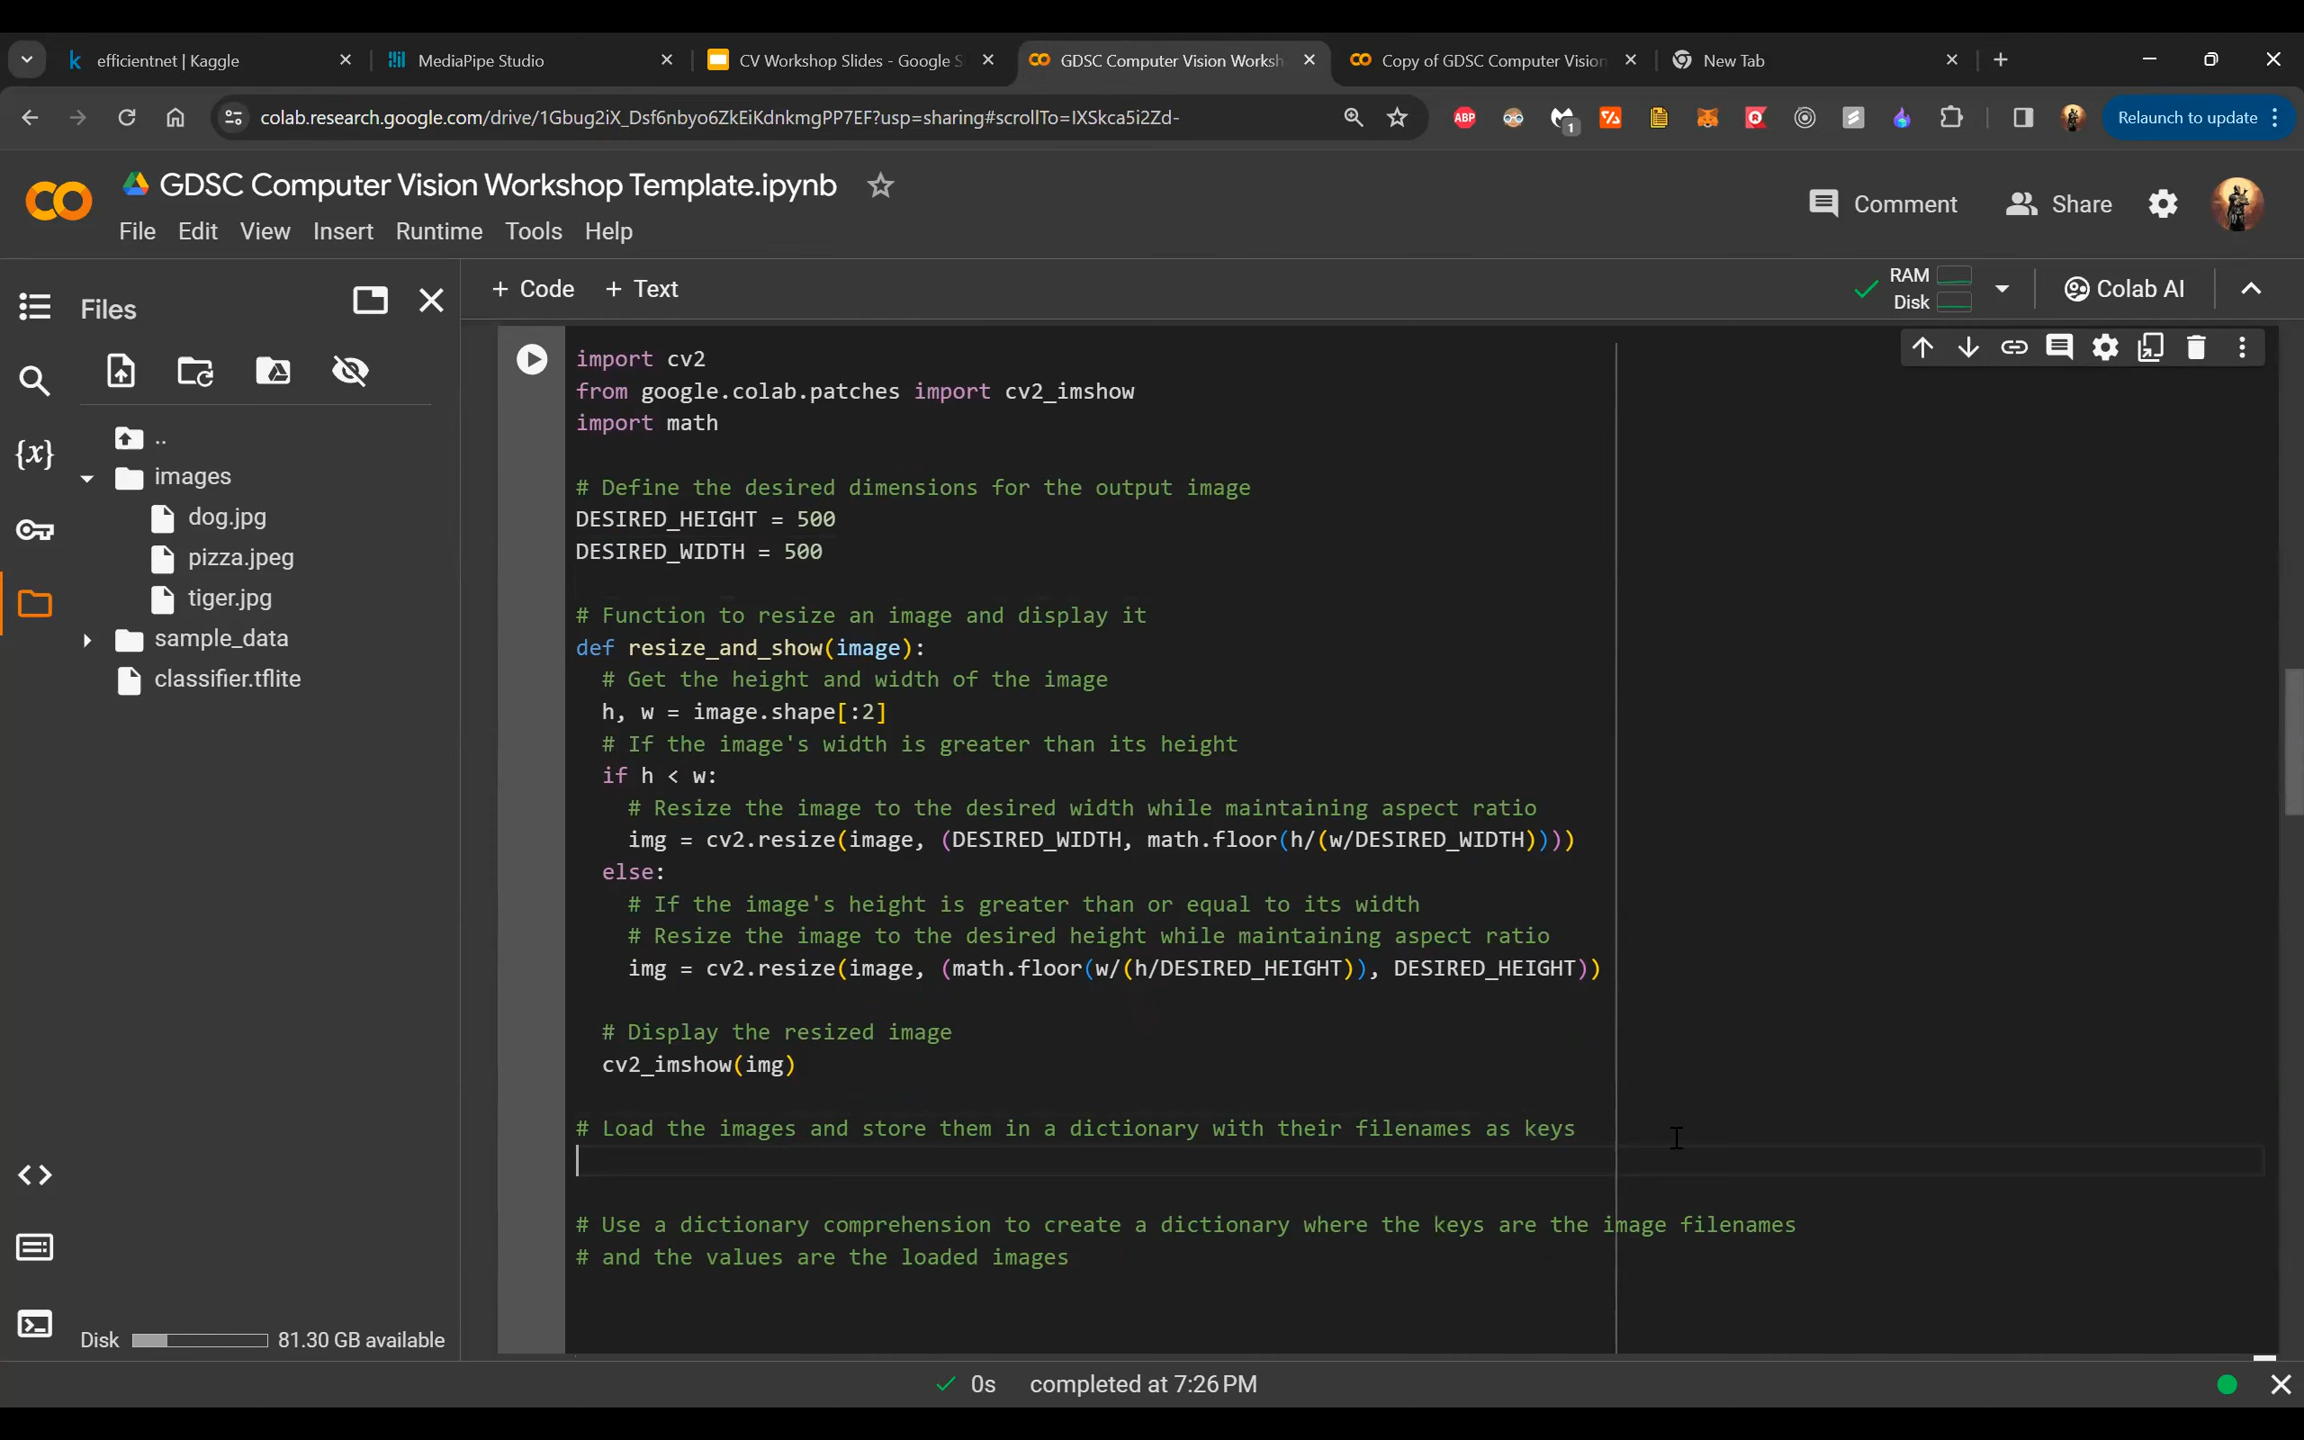 efficientnet | Kaggle
MediaPipe Studio
CV Workshop Slides - Google S
GDSC Computer Vision Worksh
Copy of GDSC Computer Vision
New Tab
colab.research.google.com/drive/1Gbug2iX_Dsf6nbyo6ZkEiKdnkmgPP7EF?usp=sharing#scrollTo=IXSkca5i2Zd-
ABP
1
Relaunch to update
GDSC Computer Vision Workshop Template.ipynb
File Edit View Insert Runtime Tools Help
Comment
Share
+ Code + Text
RAM
Disk
Colab AI
Files
{x}
..
images
dog.jpg
pizza.jpeg
tiger.jpg
sample_data
classifier.tflite
Disk
81.30 GB available
import cv2
from google.colab.patches import cv2_imshow
import math
# Define the desired dimensions for the output image
DESIRED_HEIGHT = 500
DESIRED_WIDTH = 500
# Function to resize an image and display it
def resize_and_show(image):
# Get the height and width of the image
h, w = image.shape[:2]
# If the image's width is greater than its height
if h < w:
# Resize the image to the desired width while maintaining aspect ratio
img = cv2.resize(image, (DESIRED_WIDTH, math.floor(h/(w/DESIRED_WIDTH))))
else:
# If the image's height is greater than or equal to its width
# Resize the image to the desired height while maintaining aspect ratio
img = cv2.resize(image, (math.floor(w/(h/DESIRED_HEIGHT)), DESIRED_HEIGHT))
# Display the resized image
cv2_imshow(img)
# Load the images and store them in a dictionary with their filenames as keys
# Use a dictionary comprehension to create a dictionary where the keys are the image filenames
# and the values are the loaded images
0s completed at 7:26 PM